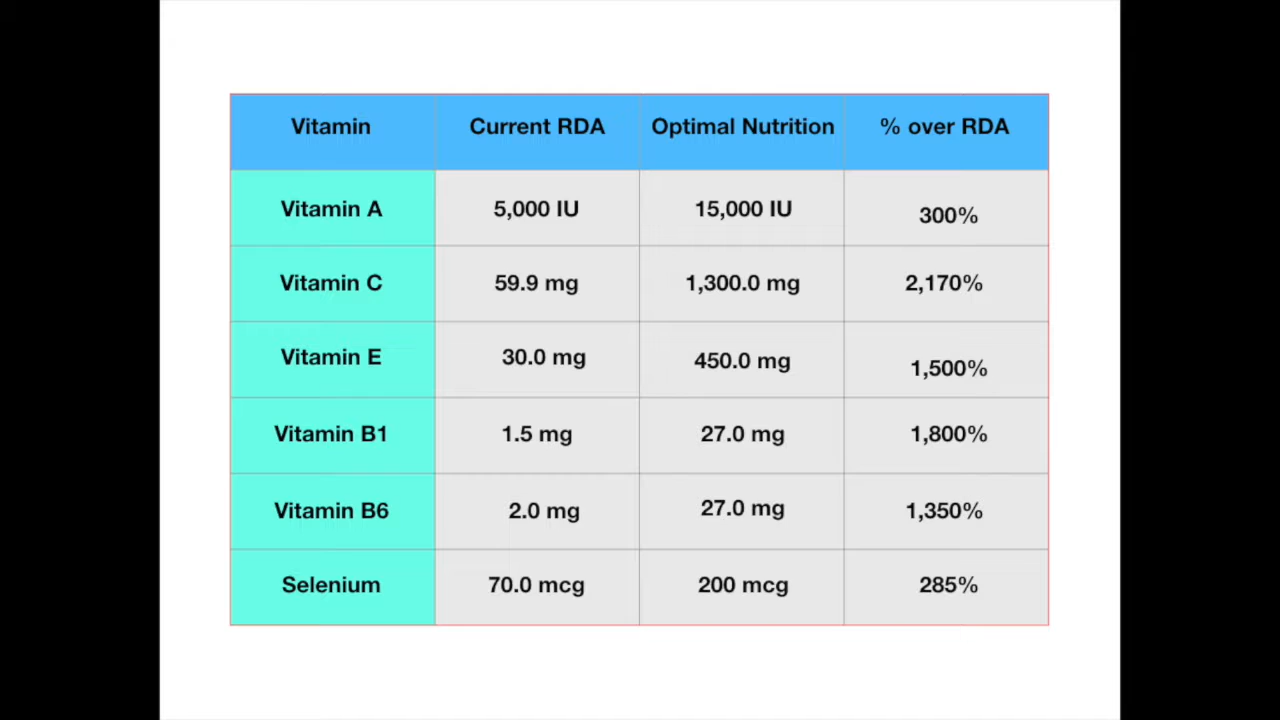 Vitamin Current RDA Optimal Nutrition % over RDA
Vitamin A 5,000 IU 15,000 IU 300%
Vitamin C 59.9 mg 1,300.0 mg 2,170%
Vitamin E 30.0 mg 450.0 mg 1,500%
Vitamin B1 1.5 mg 27.0 mg 1,800%
Vitamin B6 2.0 mg 27.0 mg 1,350%
Selenium 70.0 mcg 200 mcg 285%